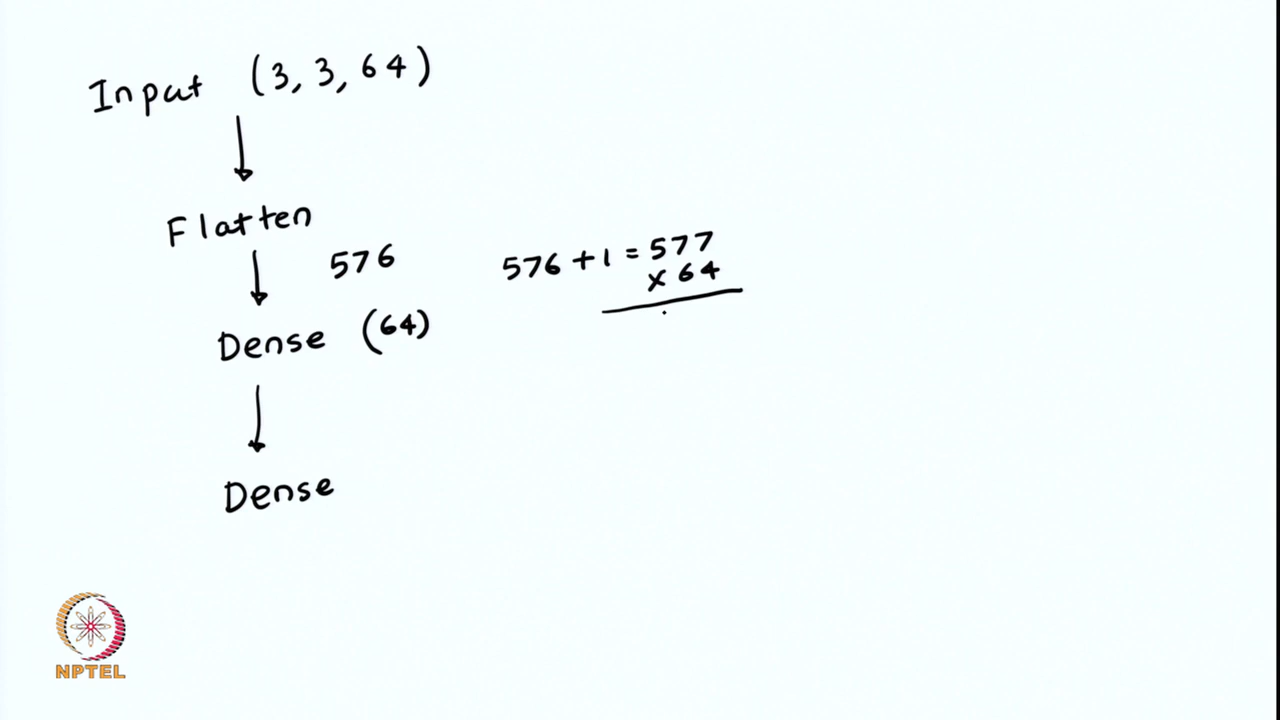 Input (3, 3, 64)
Flatten
576
576 + 1 = 577
x 64
Dense (64)
Dense
NPTEL